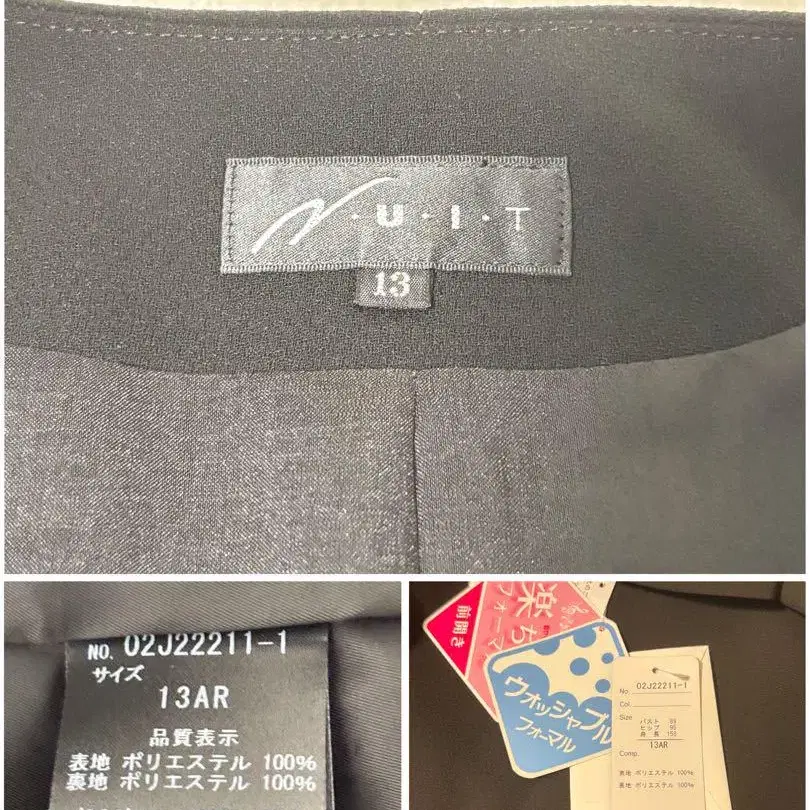 N・U・I・T
13
NO. 02J22211-1
サイズ
13AR
品質表示
表地 ポリエステル 100%
裏地 ポリエステル 100%
楽ち
フォーマ
前開き
ウォッシャブル
フォーマル
No. 02J22211-1
Col.
Size
バスト 89
ヒップ 95
身長 158
13AR
Comp.
表地 ポリエステル 100%
裏地 ポリエステル 100%